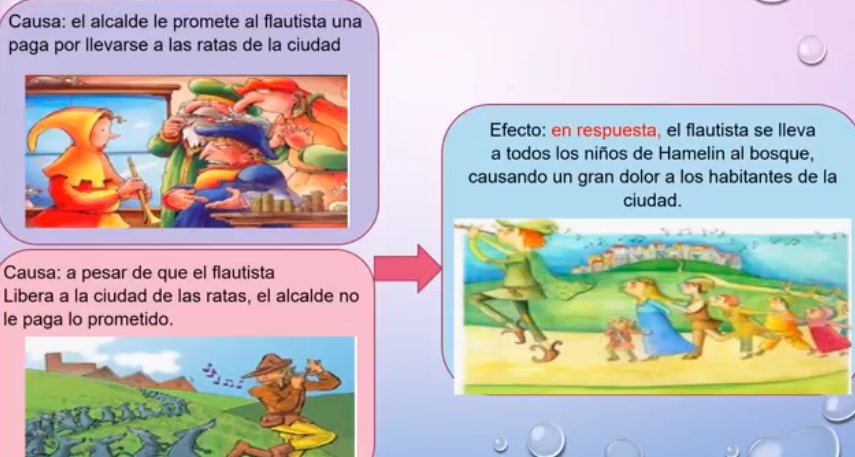 Causa: el alcalde le promete al flautista una
paga por llevarse a las ratas de la ciudad
Causa: a pesar de que el flautista
Libera a la ciudad de las ratas, el alcalde no
le paga lo prometido.
Efecto: en respuesta, el flautista se lleva
a todos los niños de Hamelin al bosque,
causando un gran dolor a los habitantes de la
ciudad.